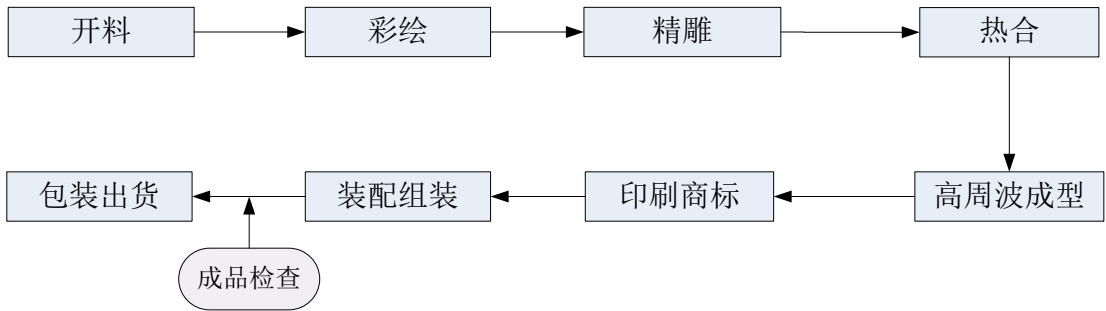 开料
彩绘
精雕
热合
高周波成型
印刷商标
装配组装
包装出货
成品检查